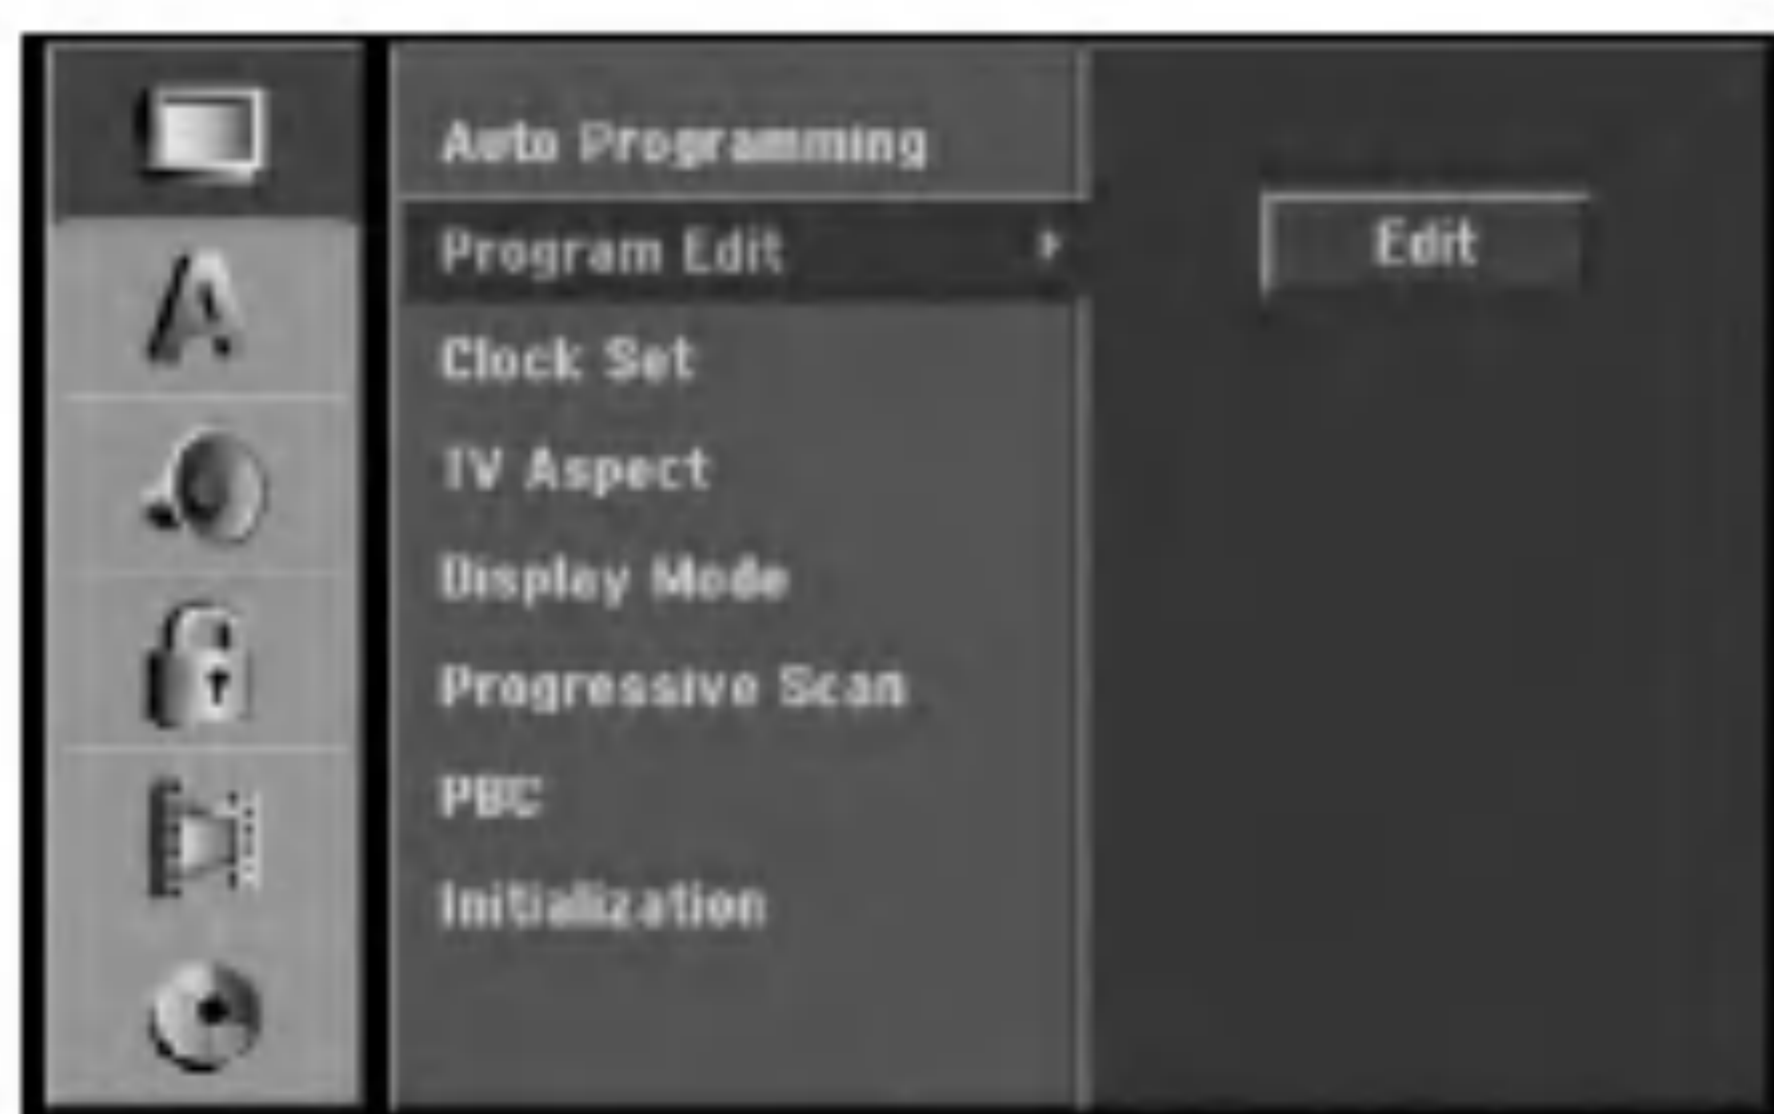 Auto Programming
Program Edit
Edit
Clock Set
TV Aspect
Display Mode
Progressive Scan
PBC
Initialization